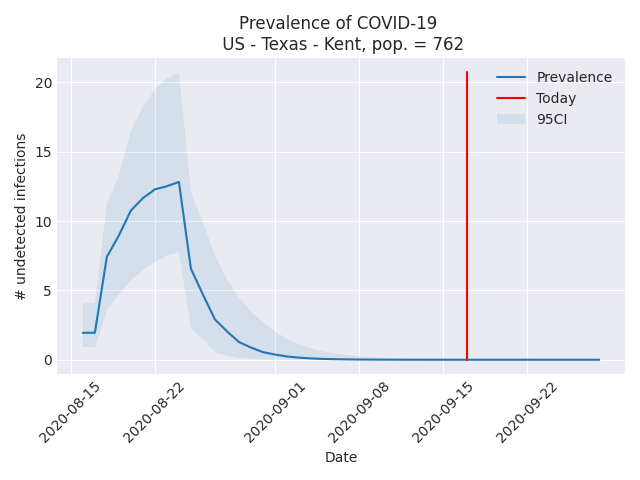 Prevalence of COVID-19
US - Texas - Kent, pop. = 762
# undetected infections
20
15
10
5
0
Prevalence
Today
95CI
2020-08-15
2020-08-22
2020-09-01
2020-09-08
2020-09-15
2020-09-22
Date